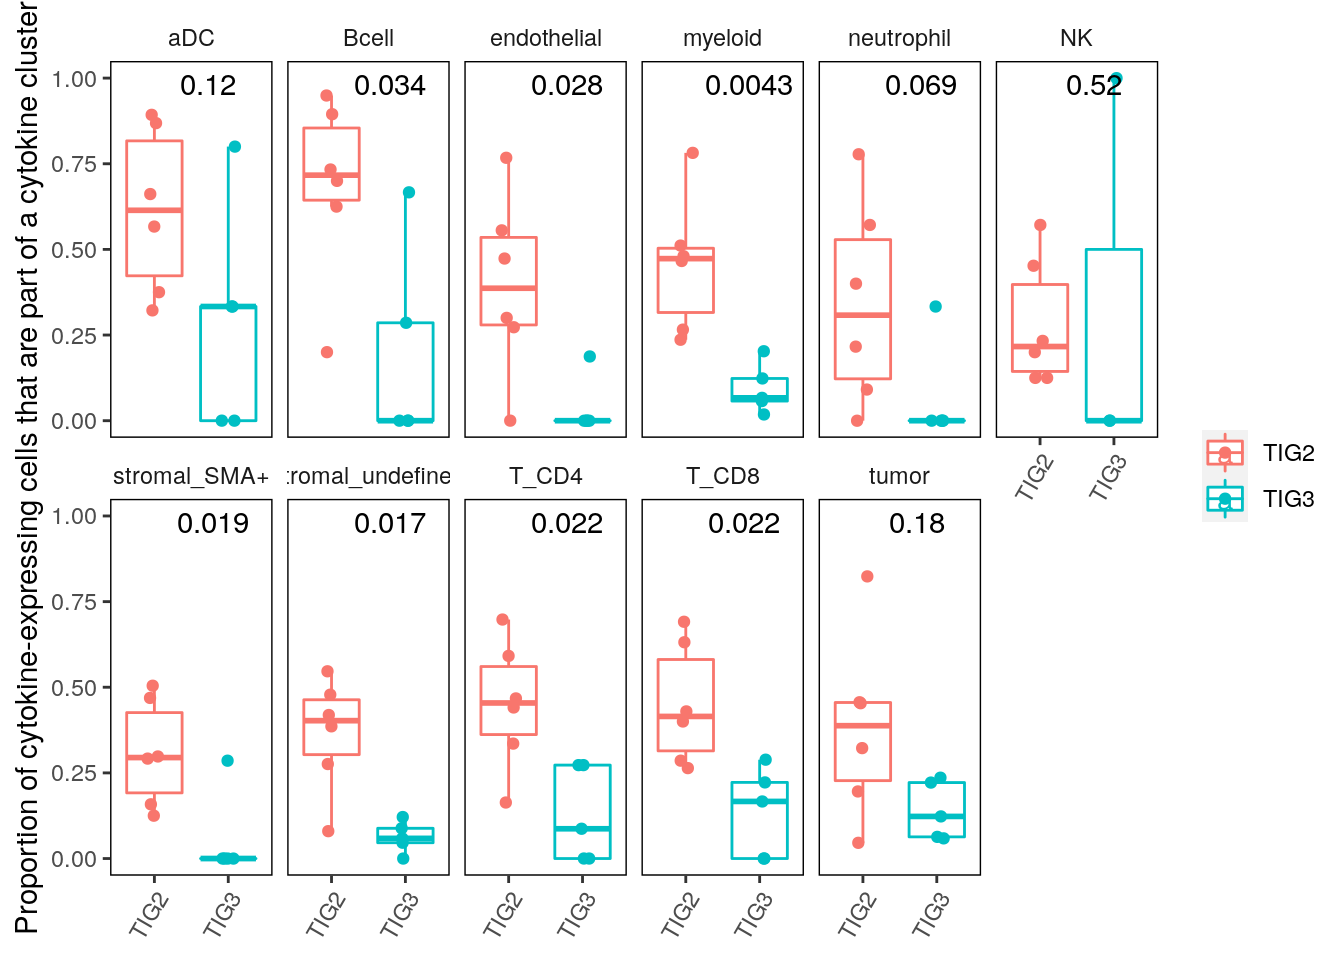 Proportion of cytokine-expressing cells that are part of a cytokine cluster
aDC Bcell endothelial myeloid neutrophil NK
1.00 0.12 0.034 0.028 0.0043 0.069 0.52
0.75
0.50
0.25
0.00
TIG2 TIG3
stromal_SMA+ tromal_undefine T_CD4 T_CD8 tumor
1.00 0.019 0.017 0.022 0.022 0.18
0.75
0.50
0.25
0.00
TIG2 TIG3 TIG2 TIG3 TIG2 TIG3 TIG2 TIG3 TIG2 TIG3
TIG2
TIG3